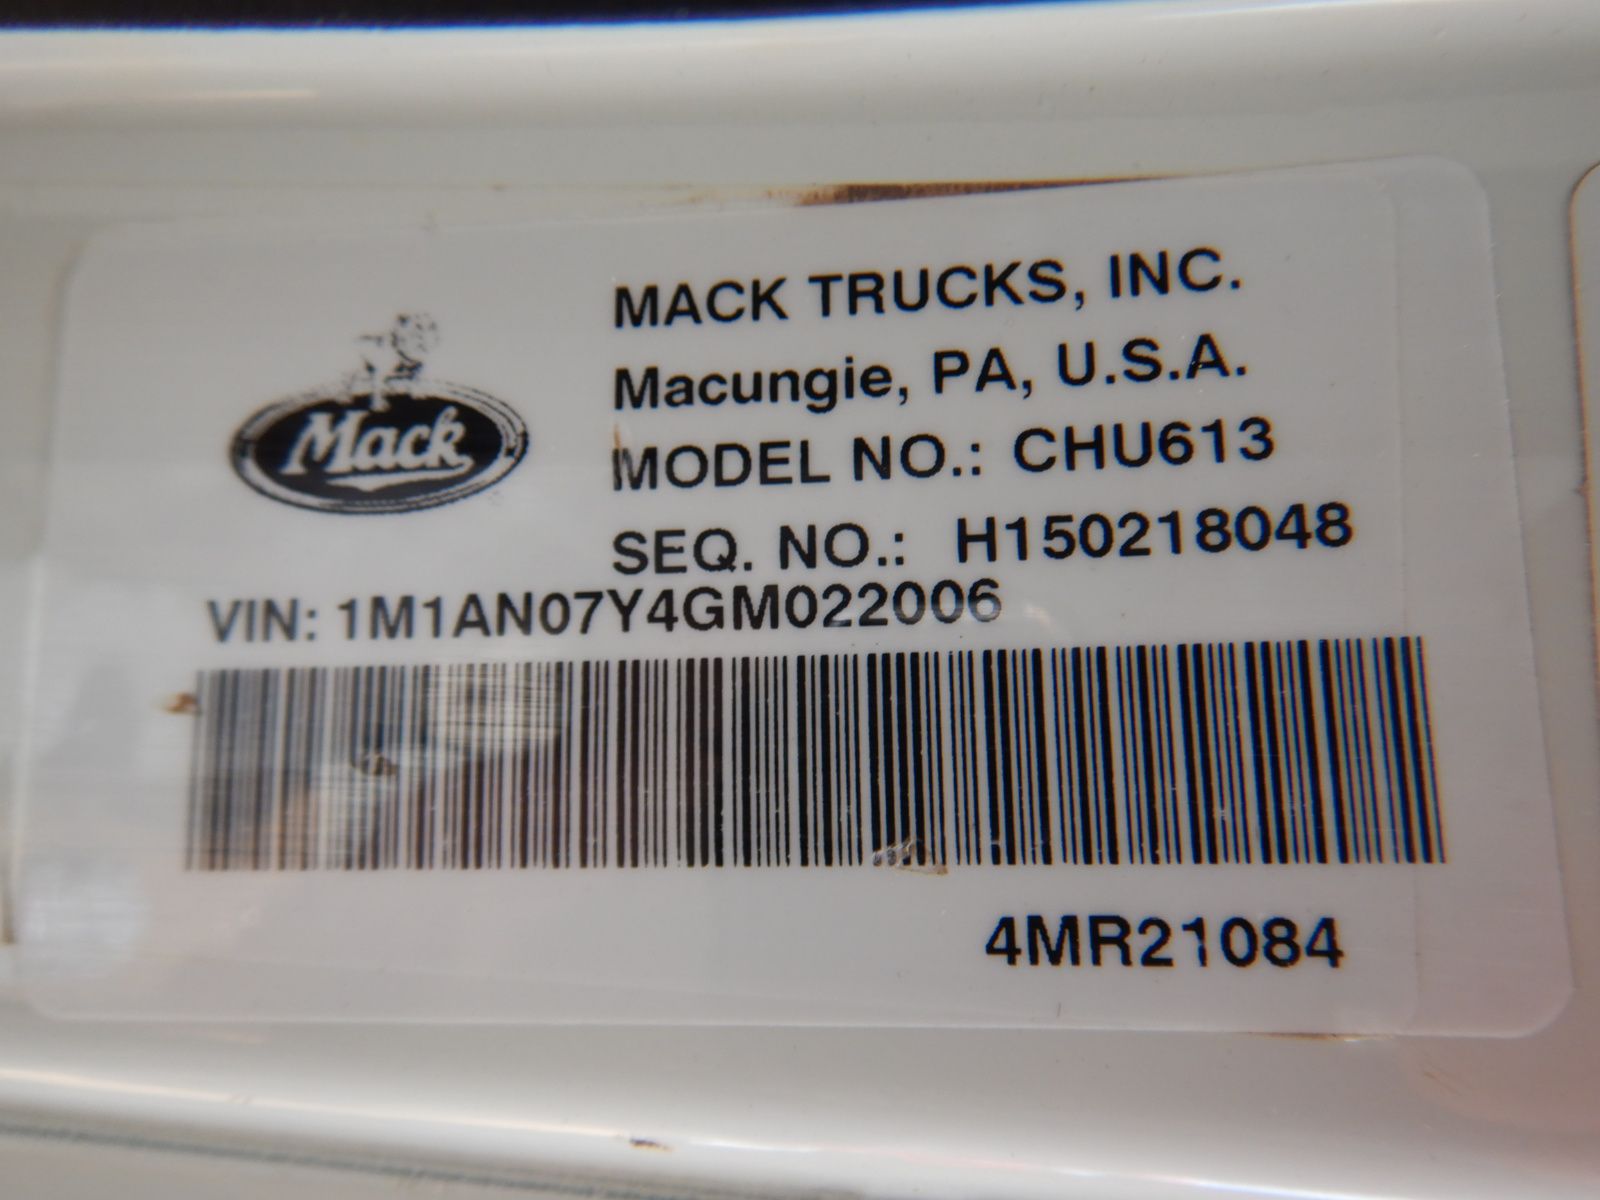 Mack
MACK TRUCKS, INC.
Macungie, PA, U.S.A.
MODEL NO.: CHU613
SEQ. NO.: H150218048
VIN: 1M1AN07Y4GM022006
4MR21084